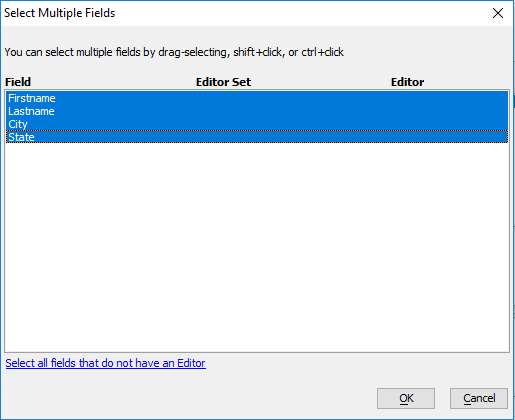 Select Multiple Fields
You can select multiple fields by drag-selecting, shift+click, or ctrl+click
Field Editor Set Editor
Firstname
Lastname
City
State
Select all fields that do not have an Editor
OK Cancel